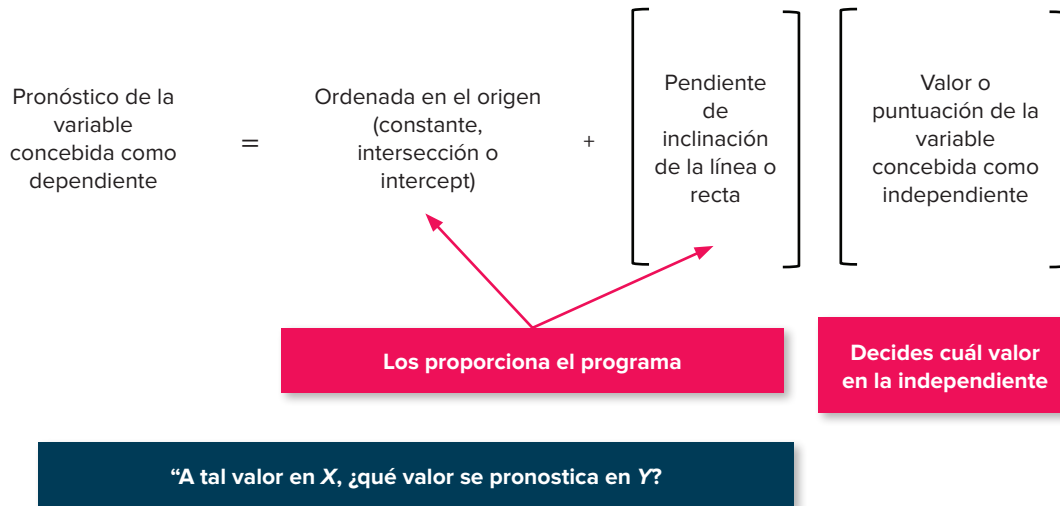 Pronóstico de la
variable
concebida como
dependiente
=
Ordenada en el origen
(constante,
intersección o
intercept)
+
Pendiente
de
inclinación
de la línea o
recta
Valor o
puntuación de la
variable
concebida como
independiente
Los proporciona el programa
Decides cuál valor
en la independiente
“A tal valor en X, ¿qué valor se pronostica en Y?